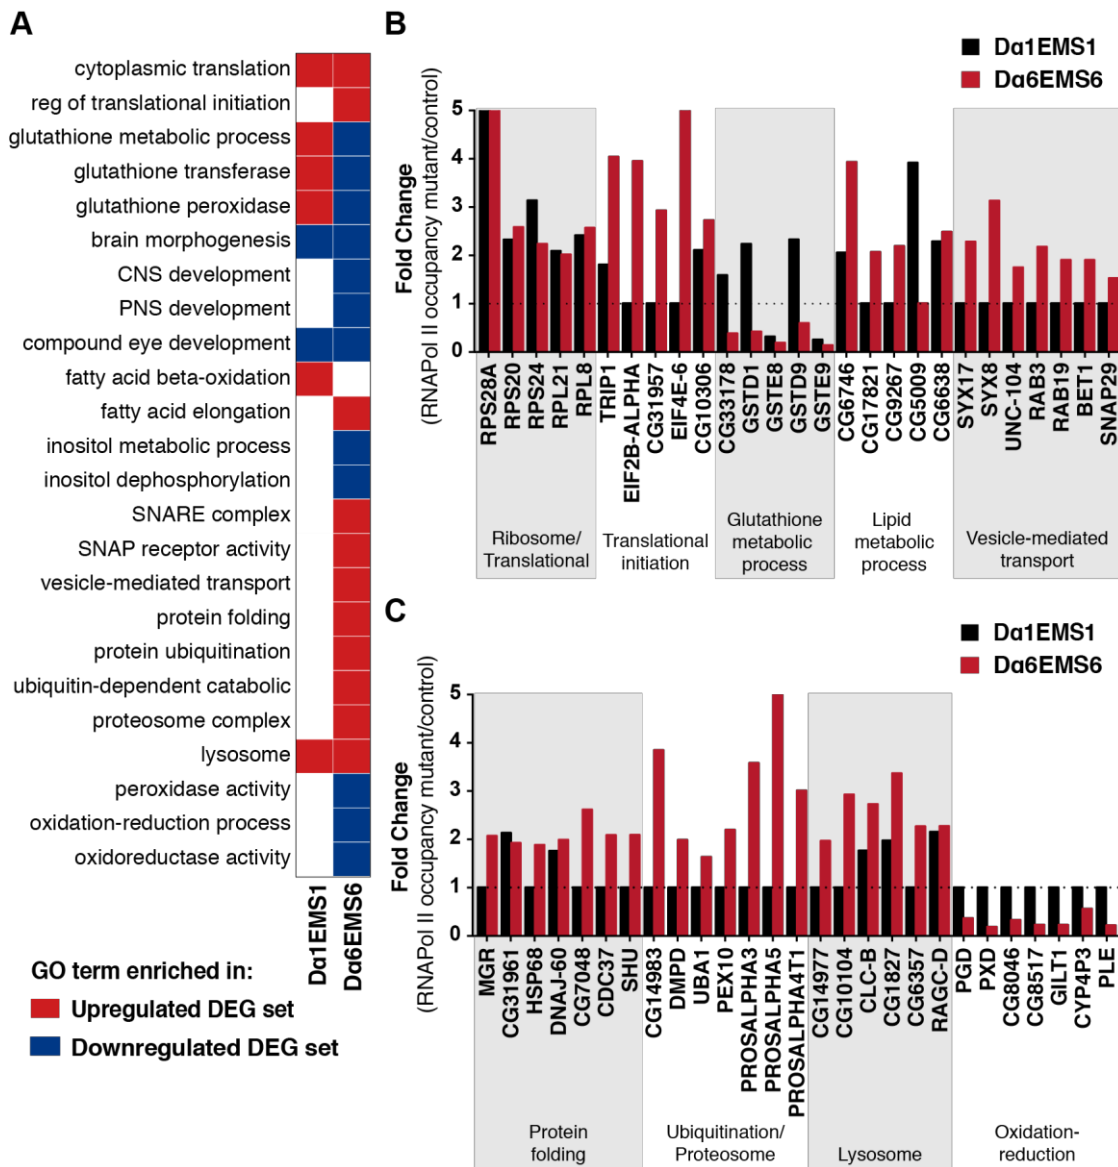 A
cytoplasmic translation
reg of translational initiation
glutathione metabolic process
glutathione transferase
glutathione peroxidase
brain morphogenesis
CNS development
PNS development
compound eye development
fatty acid beta-oxidation
fatty acid elongation
inositol metabolic process
inositol dephosphorylation
SNARE complex
SNAP receptor activity
vesicle-mediated transport
protein folding
protein ubiquitination
ubiquitin-dependent catabolic
proteosome complex
lysosome
peroxidase activity
oxidation-reduction process
oxidoreductase activity
Dα1EMS1
Dα6EMS6
GO term enriched in:
Upregulated DEG set
Downregulated DEG set
B
Dα1EMS1
Dα6EMS6
Fold Change
(RNAPol II occupancy mutant/control)
5
4
3
2
1
0
RPS28A
RPS20
RPS24
RPL21
RPL8
TRIP1
EIF2B-ALPHA
CG31957
EIF4E-6
CG10306
CG33178
GSTD1
GSTE8
GSTD9
GSTE9
CG6746
CG17821
CG9267
CG5009
CG6638
SYX17
SYX8
UNC-104
RAB3
RAB19
BET1
SNAP29
Ribosome/
Translational
Translational
initiation
Glutathione
metabolic
process
Lipid
metabolic
process
Vesicle-mediated
transport
C
Dα1EMS1
Dα6EMS6
Fold Change
(RNAPol II occupancy mutant/control)
5
4
3
2
1
0
MGR
CG31961
HSP68
DNAJ-60
CG7048
CDC37
SHU
CG14983
DMPD
UBA1
PEX10
PROSALPHA3
PROSALPHA5
PROSALPHA4T1
CG14977
CG10104
CLC-B
CG1827
CG6357
RAGC-D
PGD
PXD
CG8046
CG8517
GILT1
CYP4P3
PLE
Protein
folding
Ubiquitination/
Proteosome
Lysosome
Oxidation-
reduction